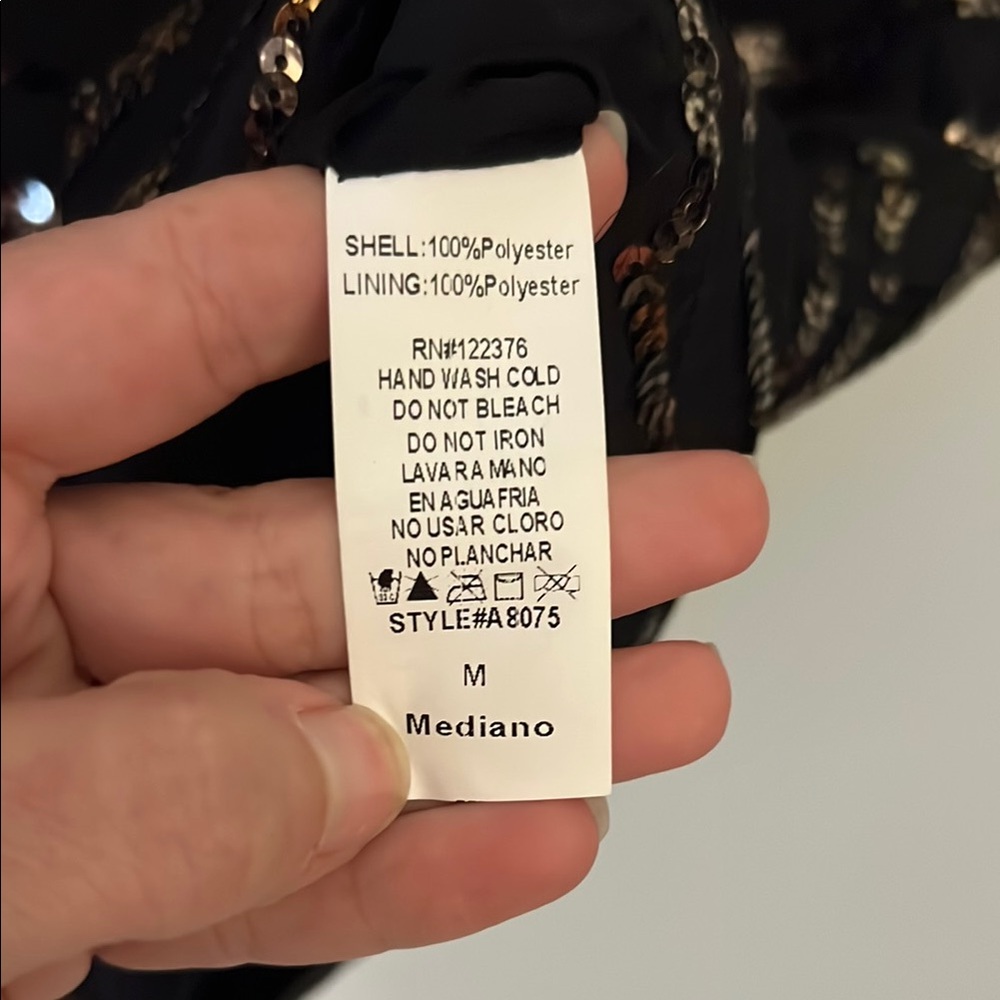 SHELL:100%Polyester
LINING:100%Polyester
RN#122376
HAND WASH COLD
DO NOT BLEACH
DO NOT IRON
LAVAR A MANO
EN AGUA FRIA
NO USAR CLORO
NO PLANCHAR
STYLE#A8075
M
Mediano